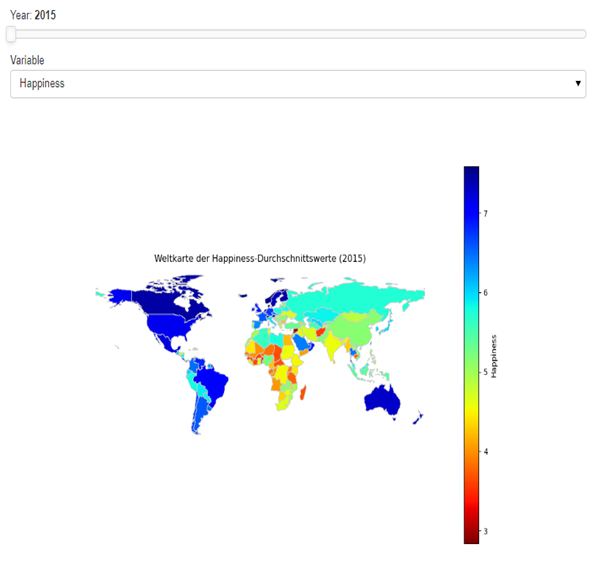 Year: 2015
Variable
Happiness
Weltkarte der Happiness-Durchschnittswerte (2015)
7
6
5
4
3
Happiness